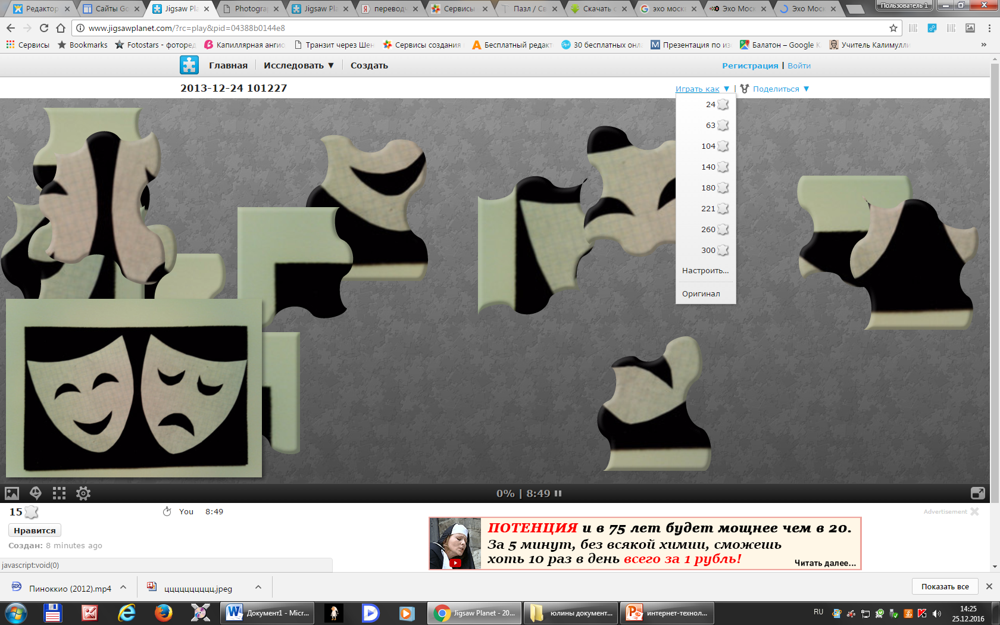 Редактор
Сайты Go
Jigsaw Pla
Photogra
Jigsaw Pla
перевод
Сервисы
Пазл / Св
Скачать с
эхо моск
Эхо Моск
Эхо Моск
Пользователь 1
www.jigsawplanet.com/?rc=play&pid=04388b0144e8
Сервисы
Bookmarks
Fotostars - фоторед
Капиллярная ангио
Транзит через Шен
Сервисы создания
Бесплатный редакт
30 бесплатных онла
Презентация по из
Балатон – Google К
Учитель Калимулли
»
Главная
Исследовать ▼
Создать
Регистрация | Войти
2013-12-24 101227
Играть как ▼ | Поделиться ▼
24
63
104
140
180
221
260
300
Настроить...
Оригинал
0% | 8:49
15
You 8:49
Advertisement
Нравится
Создан: 8 minutes ago
ПОТЕНЦИЯ и в 75 лет будет мощнее чем в 20.
За 5 минут, без всякой химии, сможешь
хоть 10 раз в день всего за 1 рубль!
Читать далее...
javascript:void(0)
Пиноккио (2012).mp4
цццццццццц.jpeg
Показать все
Документ1 - Micr...
Jigsaw Planet - 20...
юлины документ...
интернет-технол...
RU
14:25
25.12.2016